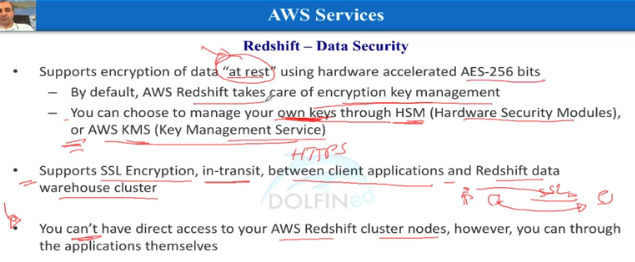 AWS Services
Redshift – Data Security
• Supports encryption of data “at rest” using hardware accelerated AES-256 bits
– By default, AWS Redshift takes care of encryption key management
– You can choose to manage your own keys through HSM (Hardware Security Modules),
or AWS KMS (Key Management Service)
HTTPS
• Supports SSL Encryption, in-transit, between client applications and Redshift data
warehouse cluster
SSL
DOLFINed
• You can’t have direct access to your AWS Redshift cluster nodes, however, you can through
the applications themselves